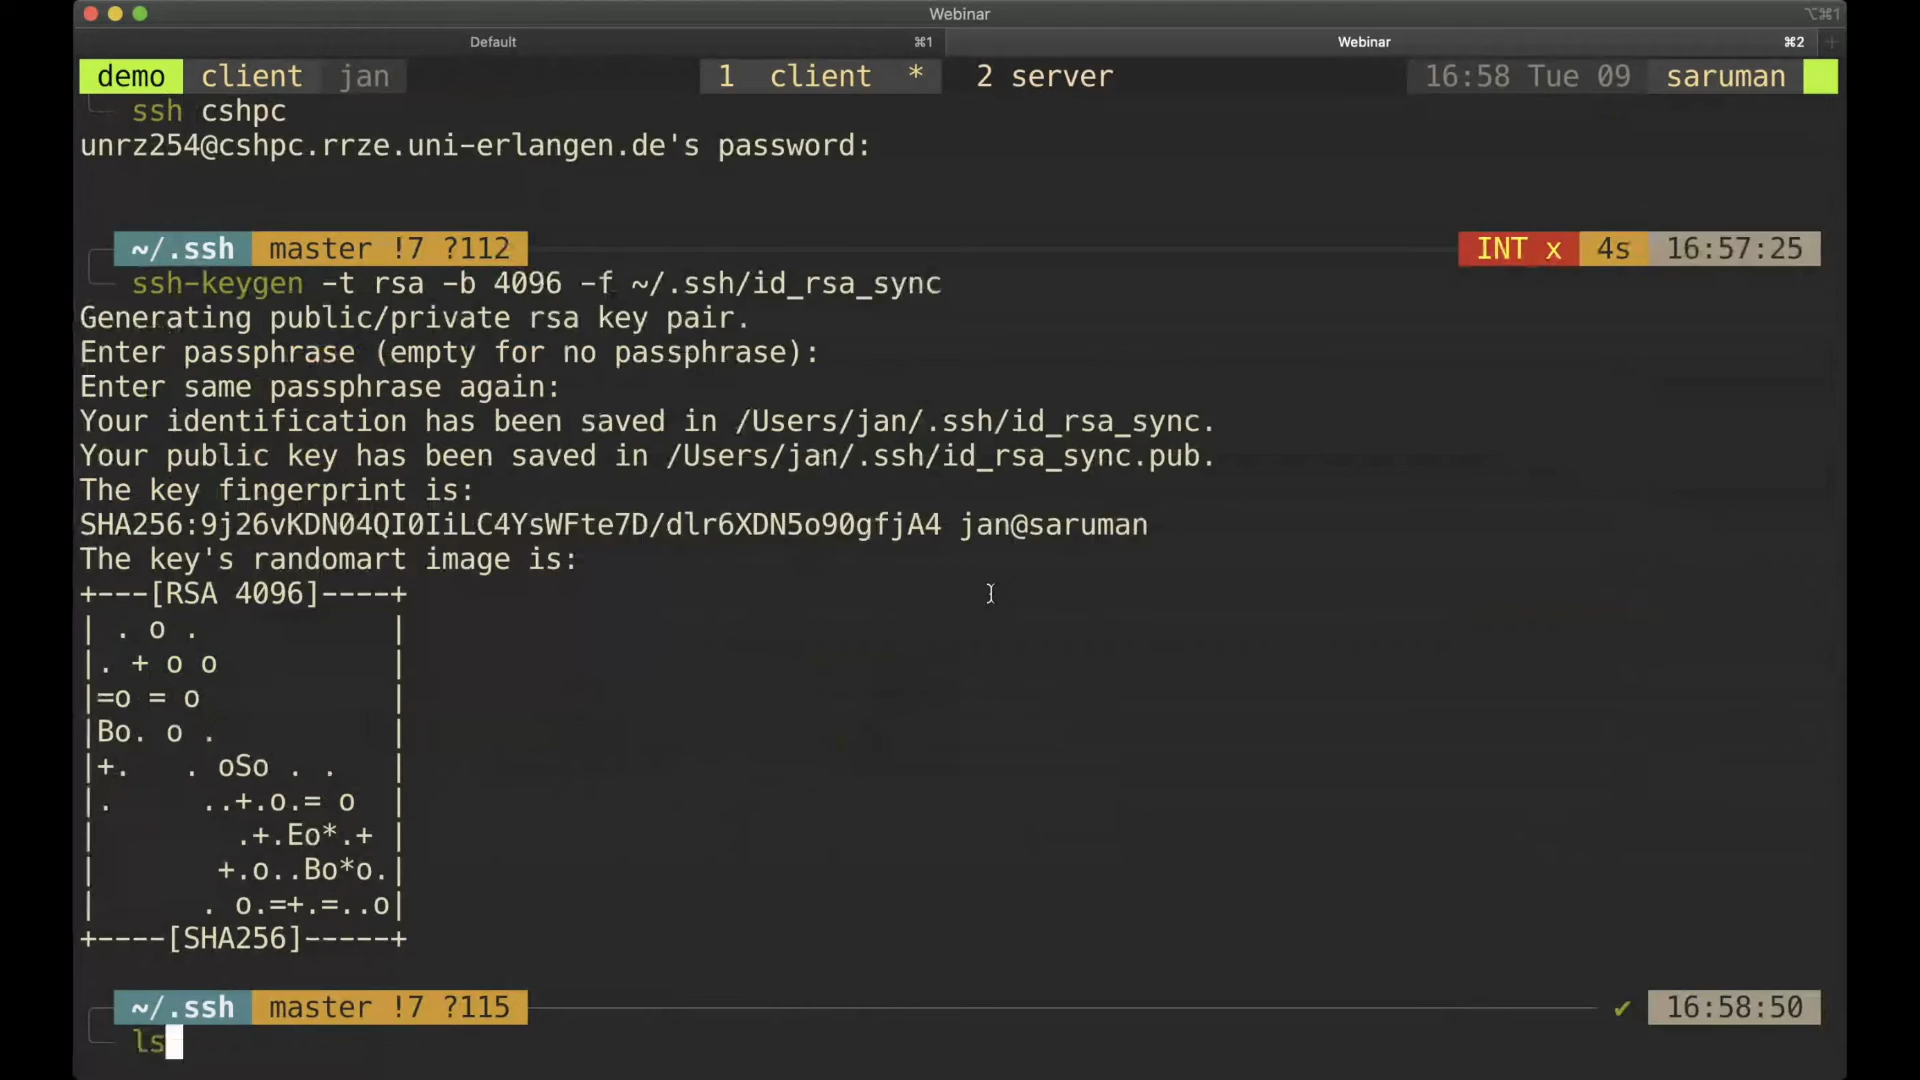 Webinar ⌥⌘1
Default ⌘1 Webinar ⌘2 +
demo client jan 1 client * 2 server 16:58 Tue 09 saruman
ssh cshpc
unrz254@cshpc.rrze.uni-erlangen.de's password:
~/.ssh master !7 ?112 INT x 4s 16:57:25
ssh-keygen -t rsa -b 4096 -f ~/.ssh/id_rsa_sync
Generating public/private rsa key pair.
Enter passphrase (empty for no passphrase):
Enter same passphrase again:
Your identification has been saved in /Users/jan/.ssh/id_rsa_sync.
Your public key has been saved in /Users/jan/.ssh/id_rsa_sync.pub.
The key fingerprint is:
SHA256:9j26vKDN04QI0IiLC4YsWFte7D/dlr6XDN5o90gfjA4 jan@saruman
The key's randomart image is:
+---[RSA 4096]----+
| . o .           |
|. + o o          |
|=o = o           |
|Bo. o .          |
|+.   . oSo . .   |
|.     ..+.o.= o  |
|        .+.Eo*.+ |
|       +.o..Bo*o.|
|      . o.=+.=..o|
+----[SHA256]-----+
~/.ssh master !7 ?115 ✔ 16:58:50
ls